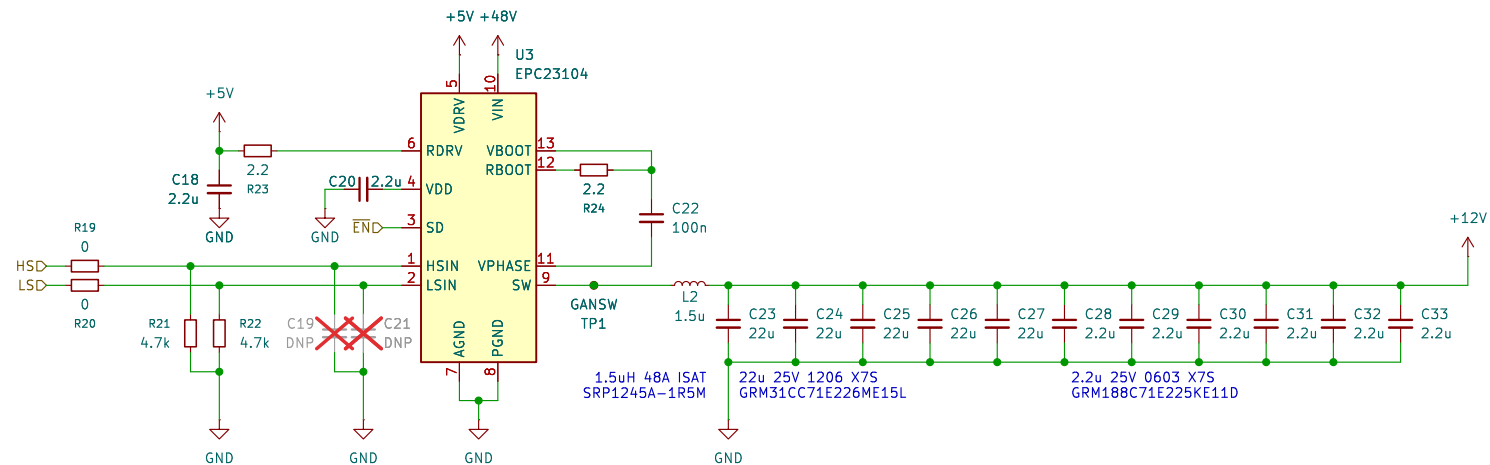 +5V +48V
U3
EPC23104
+5V
5 VDRV
10 VIN
6 RDRV
VBOOT 13
RBOOT 12
2.2
R23
C18
2.2u
GND
C20 2.2u
4 VDD
GND
2.2
R24
C22
100n
EN
3 SD
R19
0
HS
1 HSIN
VPHASE 11
LS
2 LSIN
SW 9
0
R20
GANSW
TP1
L2
1.5u
+12V
R21
4.7k
R22
4.7k
C19
DNP
C21
DNP
AGND 7
PGND 8
C23
22u
C24
22u
C25
22u
C26
22u
C27
22u
C28
2.2u
C29
2.2u
C30
2.2u
C31
2.2u
C32
2.2u
C33
2.2u
1.5uH 48A ISAT
SRP1245A-1R5M
22u 25V 1206 X7S
GRM31CC71E226ME15L
2.2u 25V 0603 X7S
GRM188C71E225KE11D
GND
GND
GND
GND